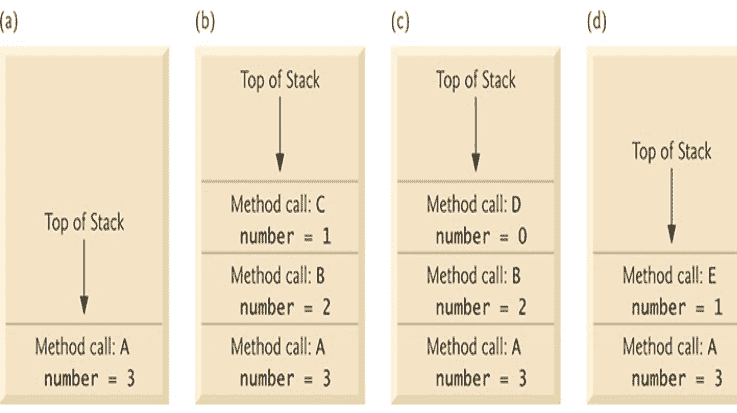 (a)
Top of Stack
Method call: A
number = 3
(b)
Top of Stack
Method call: C
number = 1
Method call: B
number = 2
Method call: A
number = 3
(c)
Top of Stack
Method call: D
number = 0
Method call: B
number = 2
Method call: A
number = 3
(d)
Top of Stack
Method call: E
number = 1
Method call: A
number = 3